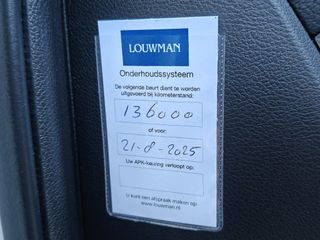 LOUWMAN
Onderhoudssysteem
De volgende beurt dient te worden
uitgevoerd bij kilometerstand:
136000
of voor:
21-8-2025
Uw APK-keuring verloopt op:
U kunt een afspraak maken op
www.louwman.nl